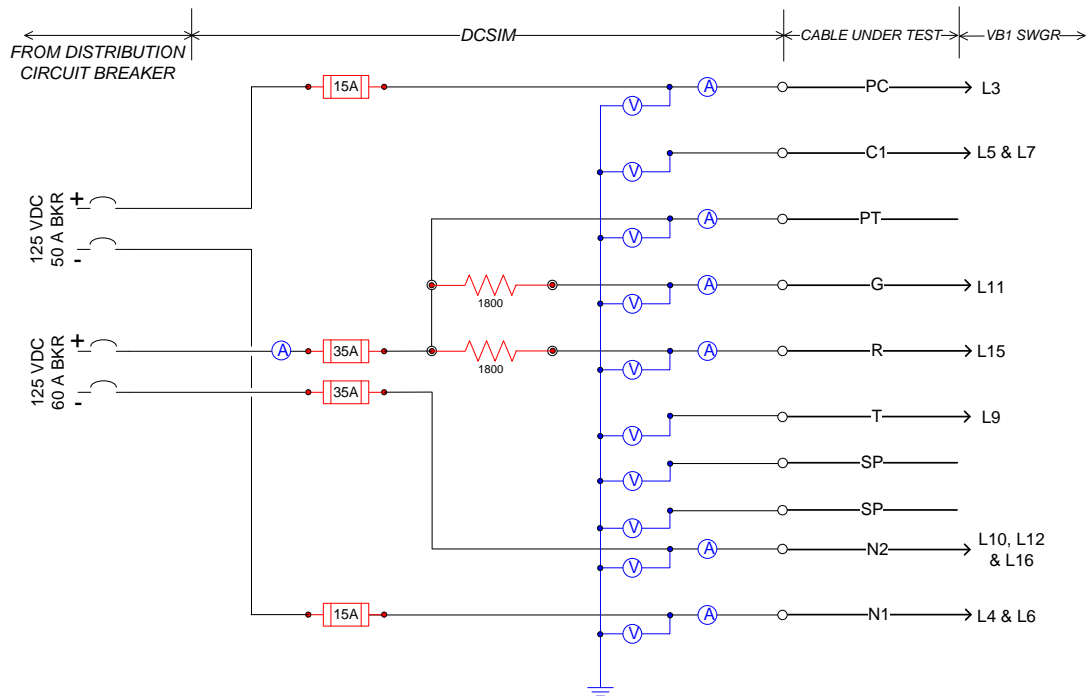 FROM DISTRIBUTION
CIRCUIT BREAKER
DCSIM
CABLE UNDER TEST
VB1 SWGR
15A
V
A
PC
L3
V
C1
L5 & L7
125 VDC
50 A BKR
+
-
V
A
PT
1800
V
A
G
L11
125 VDC
60 A BKR
+
-
A
35A
1800
V
A
R
L15
35A
V
T
L9
V
SP
V
SP
V
A
N2
L10, L12
& L16
15A
V
A
N1
L4 & L6